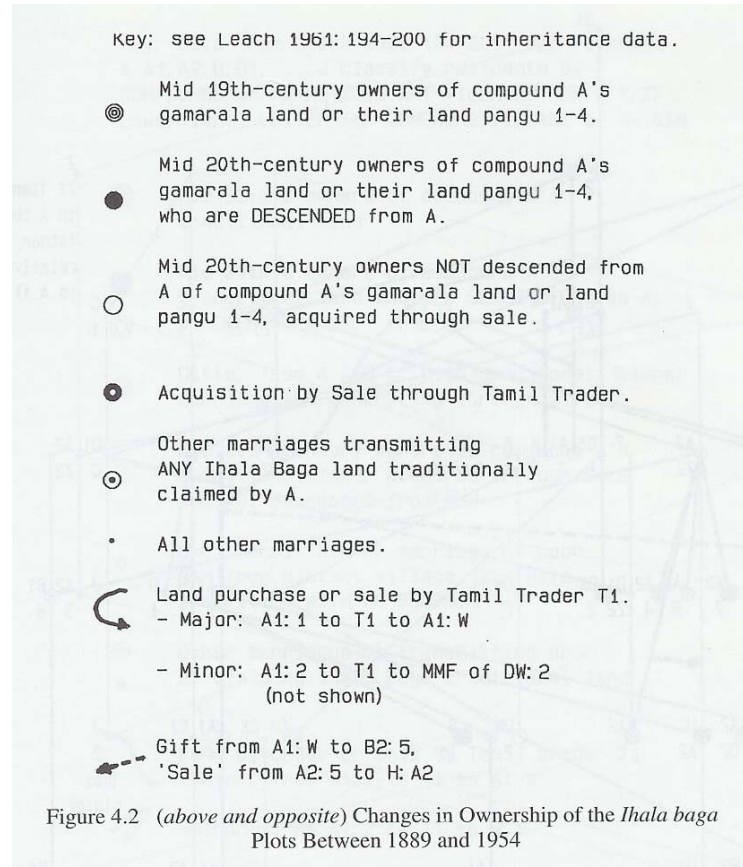 Key: see Leach 1961: 194-200 for inheritance data.
Mid 19th-century owners of compound A's
gamarala land or their land pangu 1-4.
Mid 20th-century owners of compound A's
gamarala land or their land pangu 1-4,
who are DESCENDED from A.
Mid 20th-century owners NOT descended from
A of compound A's gamarala land or land
pangu 1-4, acquired through sale.
Acquisition by Sale through Tamil Trader.
Other marriages transmitting
ANY Ihala Baga land traditionally
claimed by A.
All other marriages.
Land purchase or sale by Tamil Trader T1.
- Major: A1: 1 to T1 to A1: W
- Minor: A1: 2 to T1 to MMF of DW: 2
(not shown)
Gift from A1: W to B2: 5,
'Sale' from A2: 5 to H: A2
Figure 4.2 (above and opposite) Changes in Ownership of the Ihala baga
Plots Between 1889 and 1954